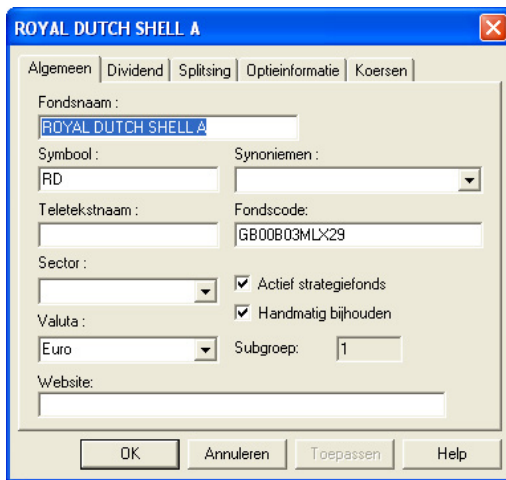 ROYAL DUTCH SHELL A
Algemeen Dividend Splitsing Optieinformatie Koersen
Fondsnaam :
ROYAL DUTCH SHELL A
Symbool : Synoniemen :
RD
Teletekstnaam : Fondscode:
GB00B03MLX29
Sector :
Actief strategiefonds
Handmatig bijhouden
Valuta :
Euro Subgroep: 1
Website:
OK Annuleren Toepassen Help